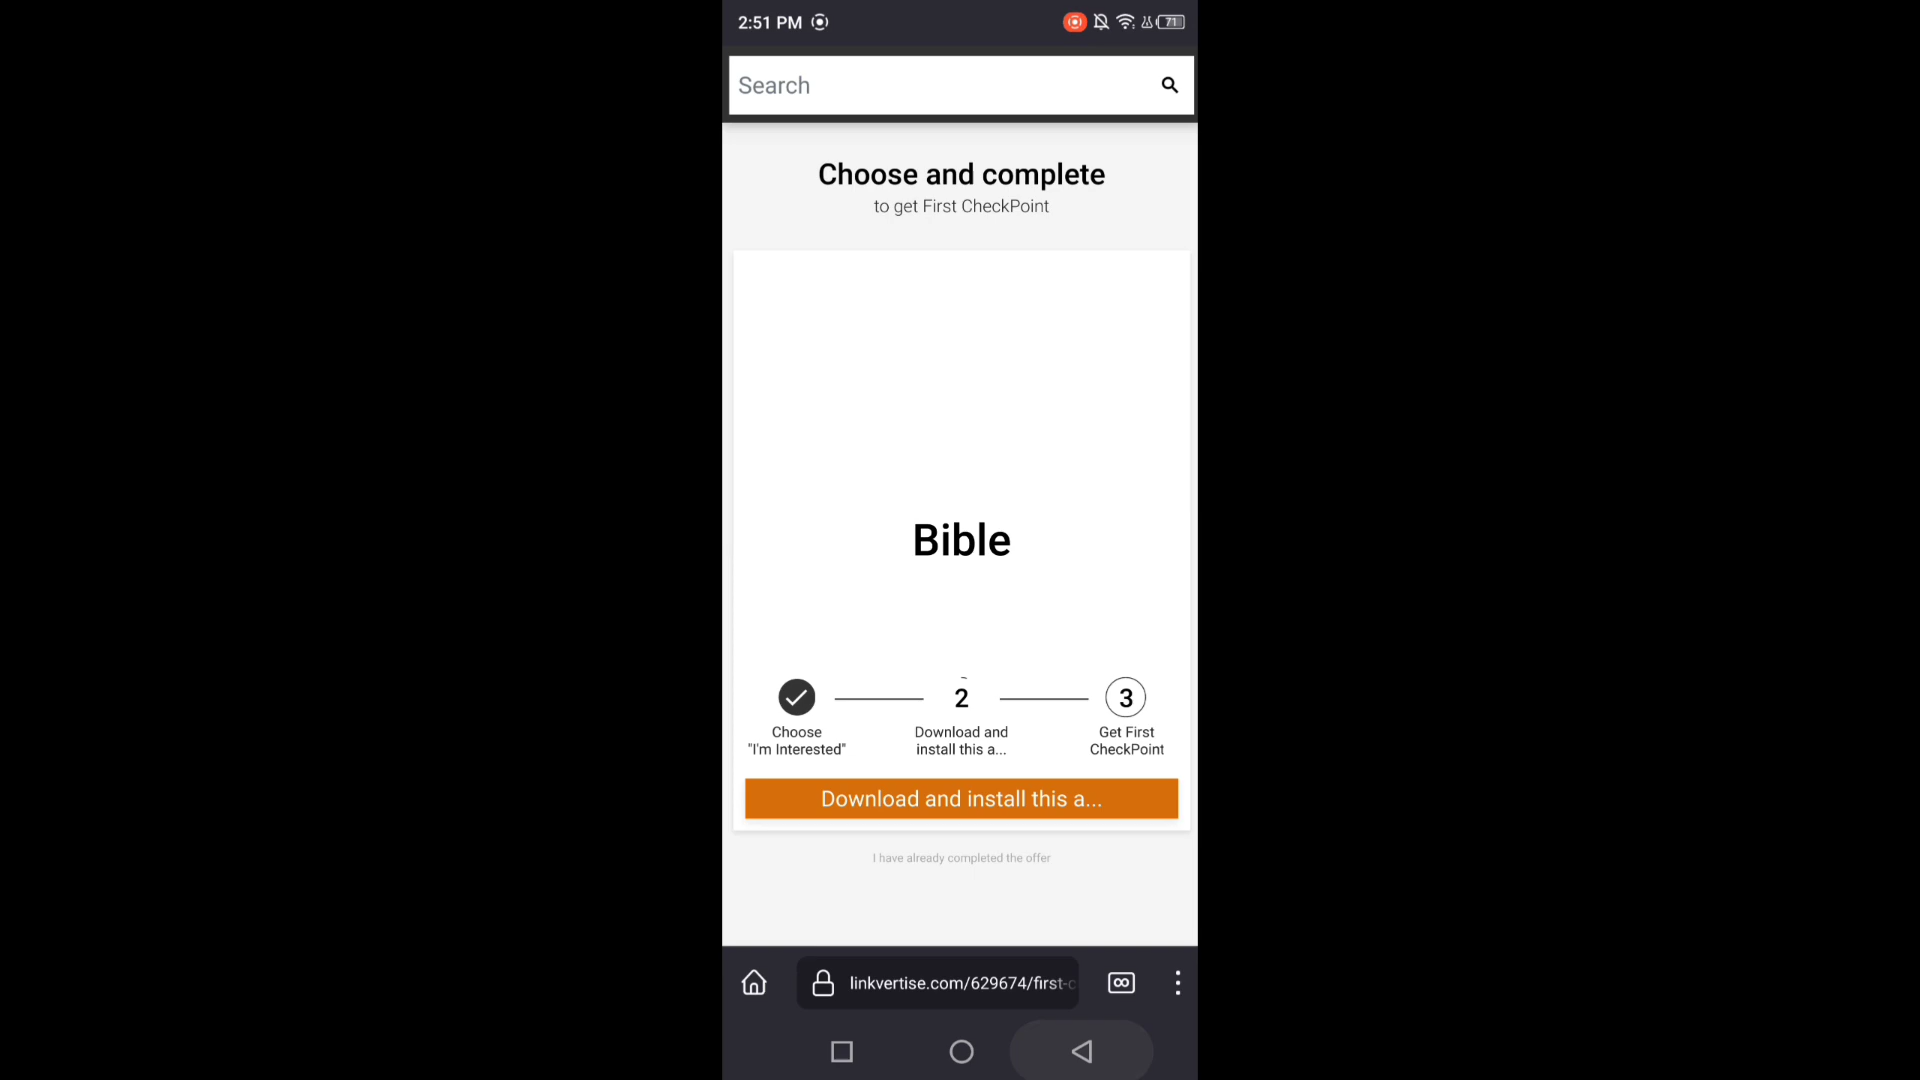 2:51 PM
71
Search
Choose and complete
to get First CheckPoint
Bible
2
3
Choose
"I'm Interested"
Download and
install this a...
Get First
CheckPoint
Download and install this a...
I have already completed the offer
linkvertise.com/629674/first-c